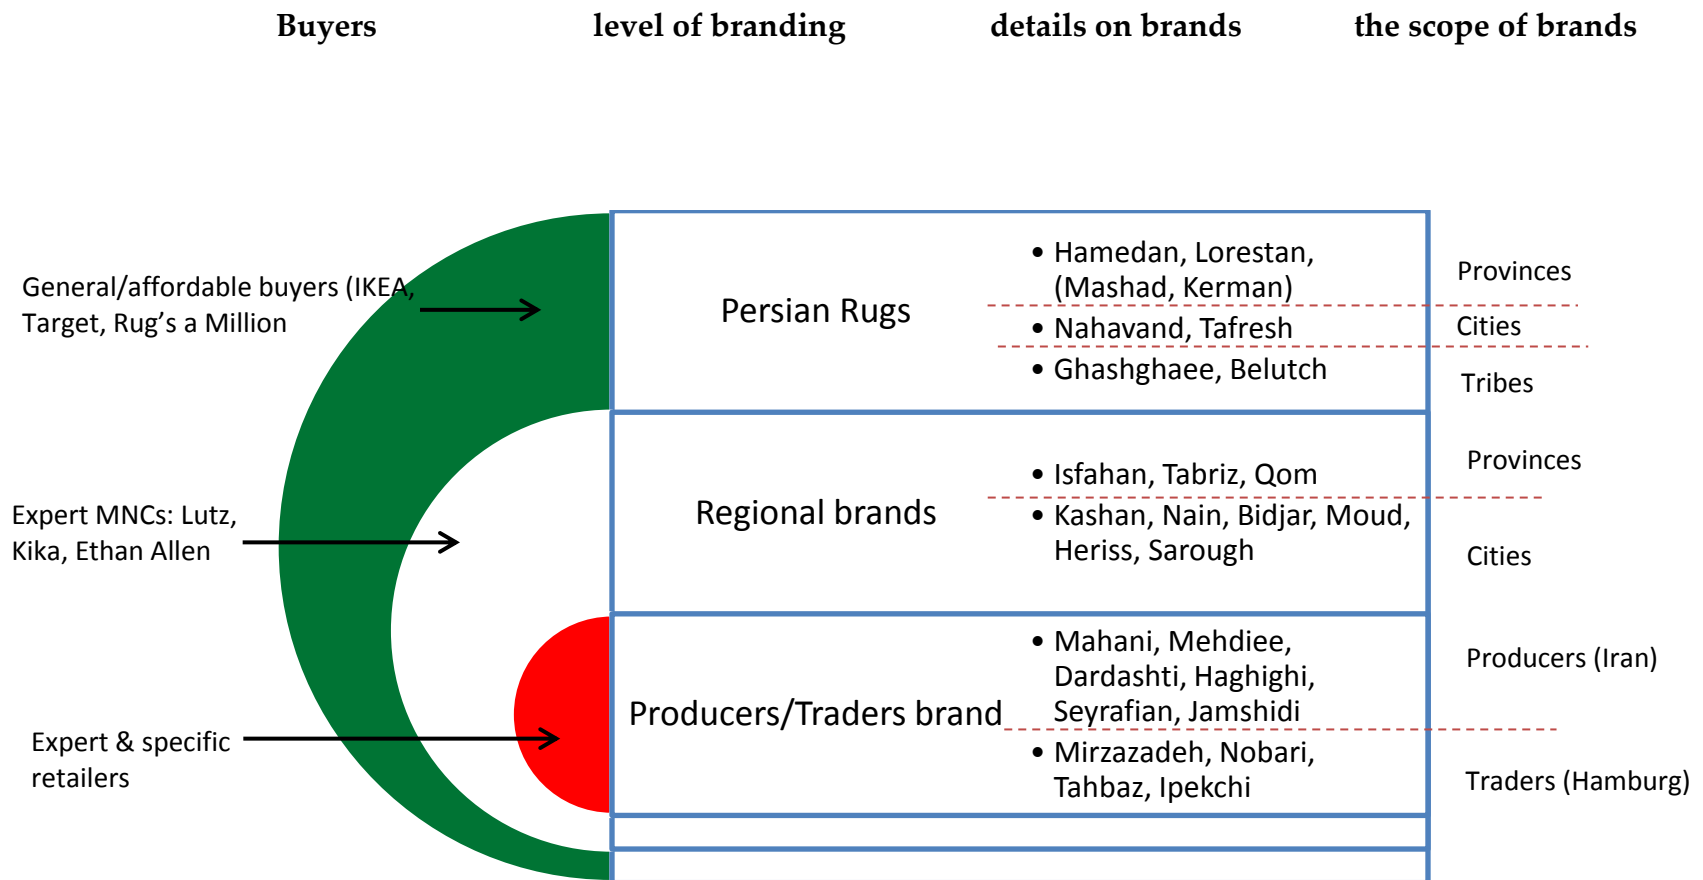 Buyers level of branding details on brands the scope of brands
General/affordable buyers (IKEA,
Target, Rug’s a Million
Persian Rugs
• Hamedan, Lorestan,
(Mashad, Kerman)
Provinces
• Nahavand, Tafresh
Cities
• Ghashghaee, Belutch
Tribes
Expert MNCs: Lutz,
Kika, Ethan Allen
Regional brands
• Isfahan, Tabriz, Qom
Provinces
• Kashan, Nain, Bidjar, Moud,
Heriss, Sarough
Cities
Expert & specific
retailers
Producers/Traders brand
• Mahani, Mehdiee,
Dardashti, Haghighi,
Seyrafian, Jamshidi
Producers (Iran)
• Mirzazadeh, Nobari,
Tahbaz, Ipekchi
Traders (Hamburg)